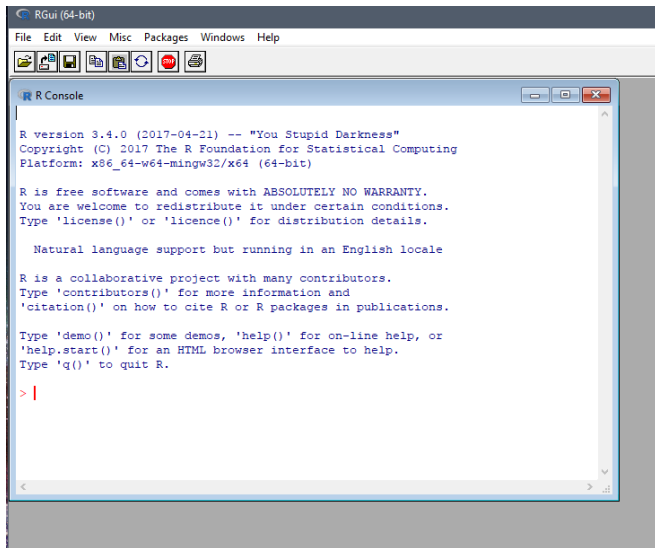 RGui (64-bit)
File Edit View Misc Packages Windows Help
STOP
R Console
R version 3.4.0 (2017-04-21) -- "You Stupid Darkness"
Copyright (C) 2017 The R Foundation for Statistical Computing
Platform: x86_64-w64-mingw32/x64 (64-bit)
R is free software and comes with ABSOLUTELY NO WARRANTY.
You are welcome to redistribute it under certain conditions.
Type 'license()' or 'licence()' for distribution details.
Natural language support but running in an English locale
R is a collaborative project with many contributors.
Type 'contributors()' for more information and
'citation()' on how to cite R or R packages in publications.
Type 'demo()' for some demos, 'help()' for on-line help, or
'help.start()' for an HTML browser interface to help.
Type 'q()' to quit R.
>